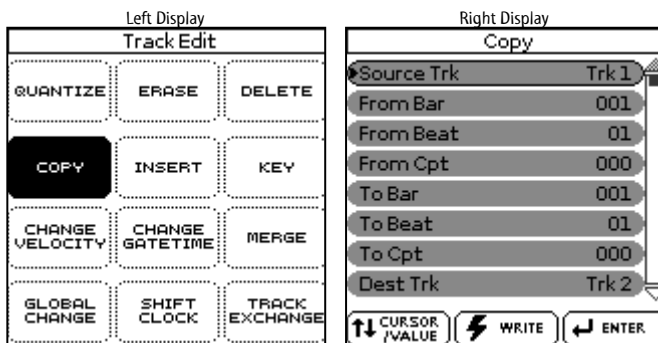 Left Display
Track Edit
QUANTIZE
ERASE
DELETE
COPY
INSERT
KEY
CHANGE
VELOCITY
CHANGE
GATETIME
MERGE
GLOBAL
CHANGE
SHIFT
CLOCK
TRACK
EXCHANGE
Right Display
Copy
Source Trk Trk 1
From Bar 001
From Beat 01
From Cpt 000
To Bar 001
To Beat 01
To Cpt 000
Dest Trk Trk 2
CURSOR
/VALUE
WRITE
ENTER